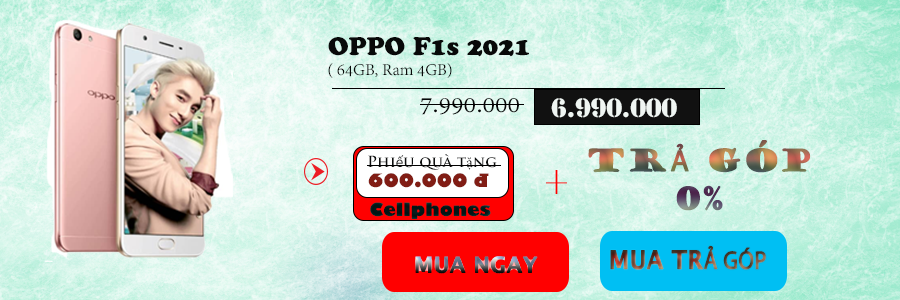 OPPO F1s 2021
( 64GB, Ram 4GB)
7.990.000 6.990.000
oppo
PHIẾU QUÀ TẶNG
600.000 đ
Cellphones
+
TRẢ GÓP
0%
MUA NGAY
MUA TRẢ GÓP